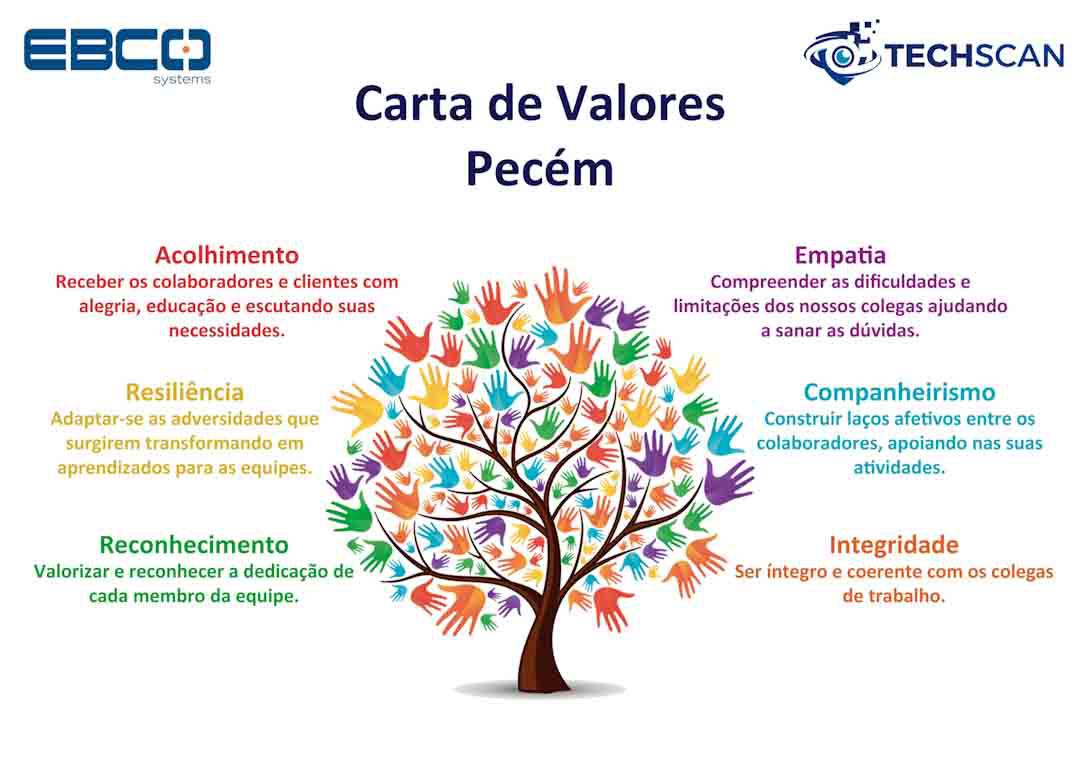 EBCO
systems
TECHSCAN
Carta de Valores
Pecém
Acolhimento
Receber os colaboradores e clientes com
alegria, educação e escutando suas
necessidades.
Empatia
Compreender as dificuldades e
limitações dos nossos colegas ajudando
a sanar as dúvidas.
Resiliência
Adaptar-se as adversidades que
surgirem transformando em
aprendizados para as equipes.
Companheirismo
Construir laços afetivos entre os
colaboradores, apoiando nas suas
atividades.
Reconhecimento
Valorizar e reconhecer a dedicação de
cada membro da equipe.
Integridade
Ser íntegro e coerente com os colegas
de trabalho.